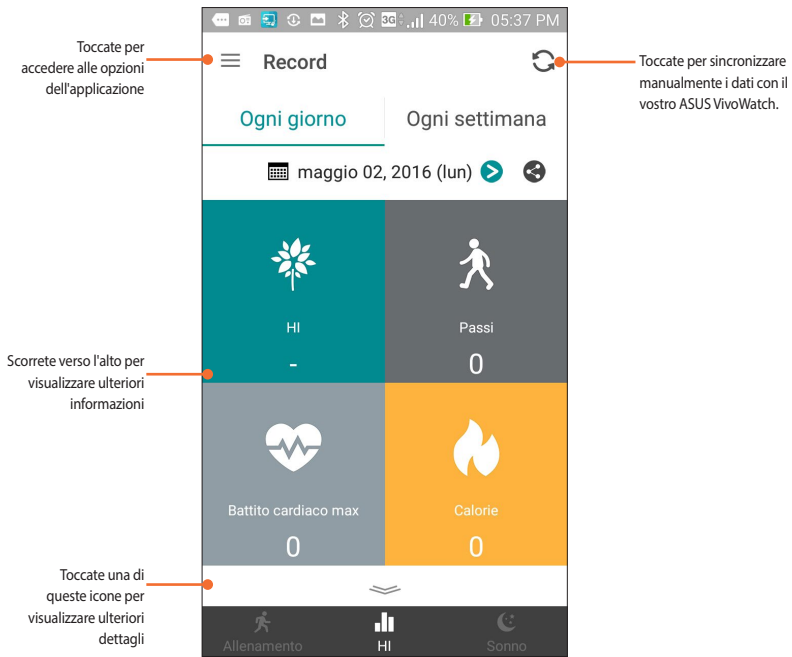 3G 40% 05:37 PM
Toccate per
accedere alle opzioni
dell'applicazione
Record
Toccate per sincronizzare
manualmente i dati con il
vostro ASUS VivoWatch.
Ogni giorno Ogni settimana
maggio 02, 2016 (lun)
HI Passi
- 0
Scorrete verso l'alto per
visualizzare ulteriori
informazioni
Battito cardiaco max Calorie
0 0
Toccate una di
queste icone per
visualizzare ulteriori
dettagli
Allenamento HI Sonno